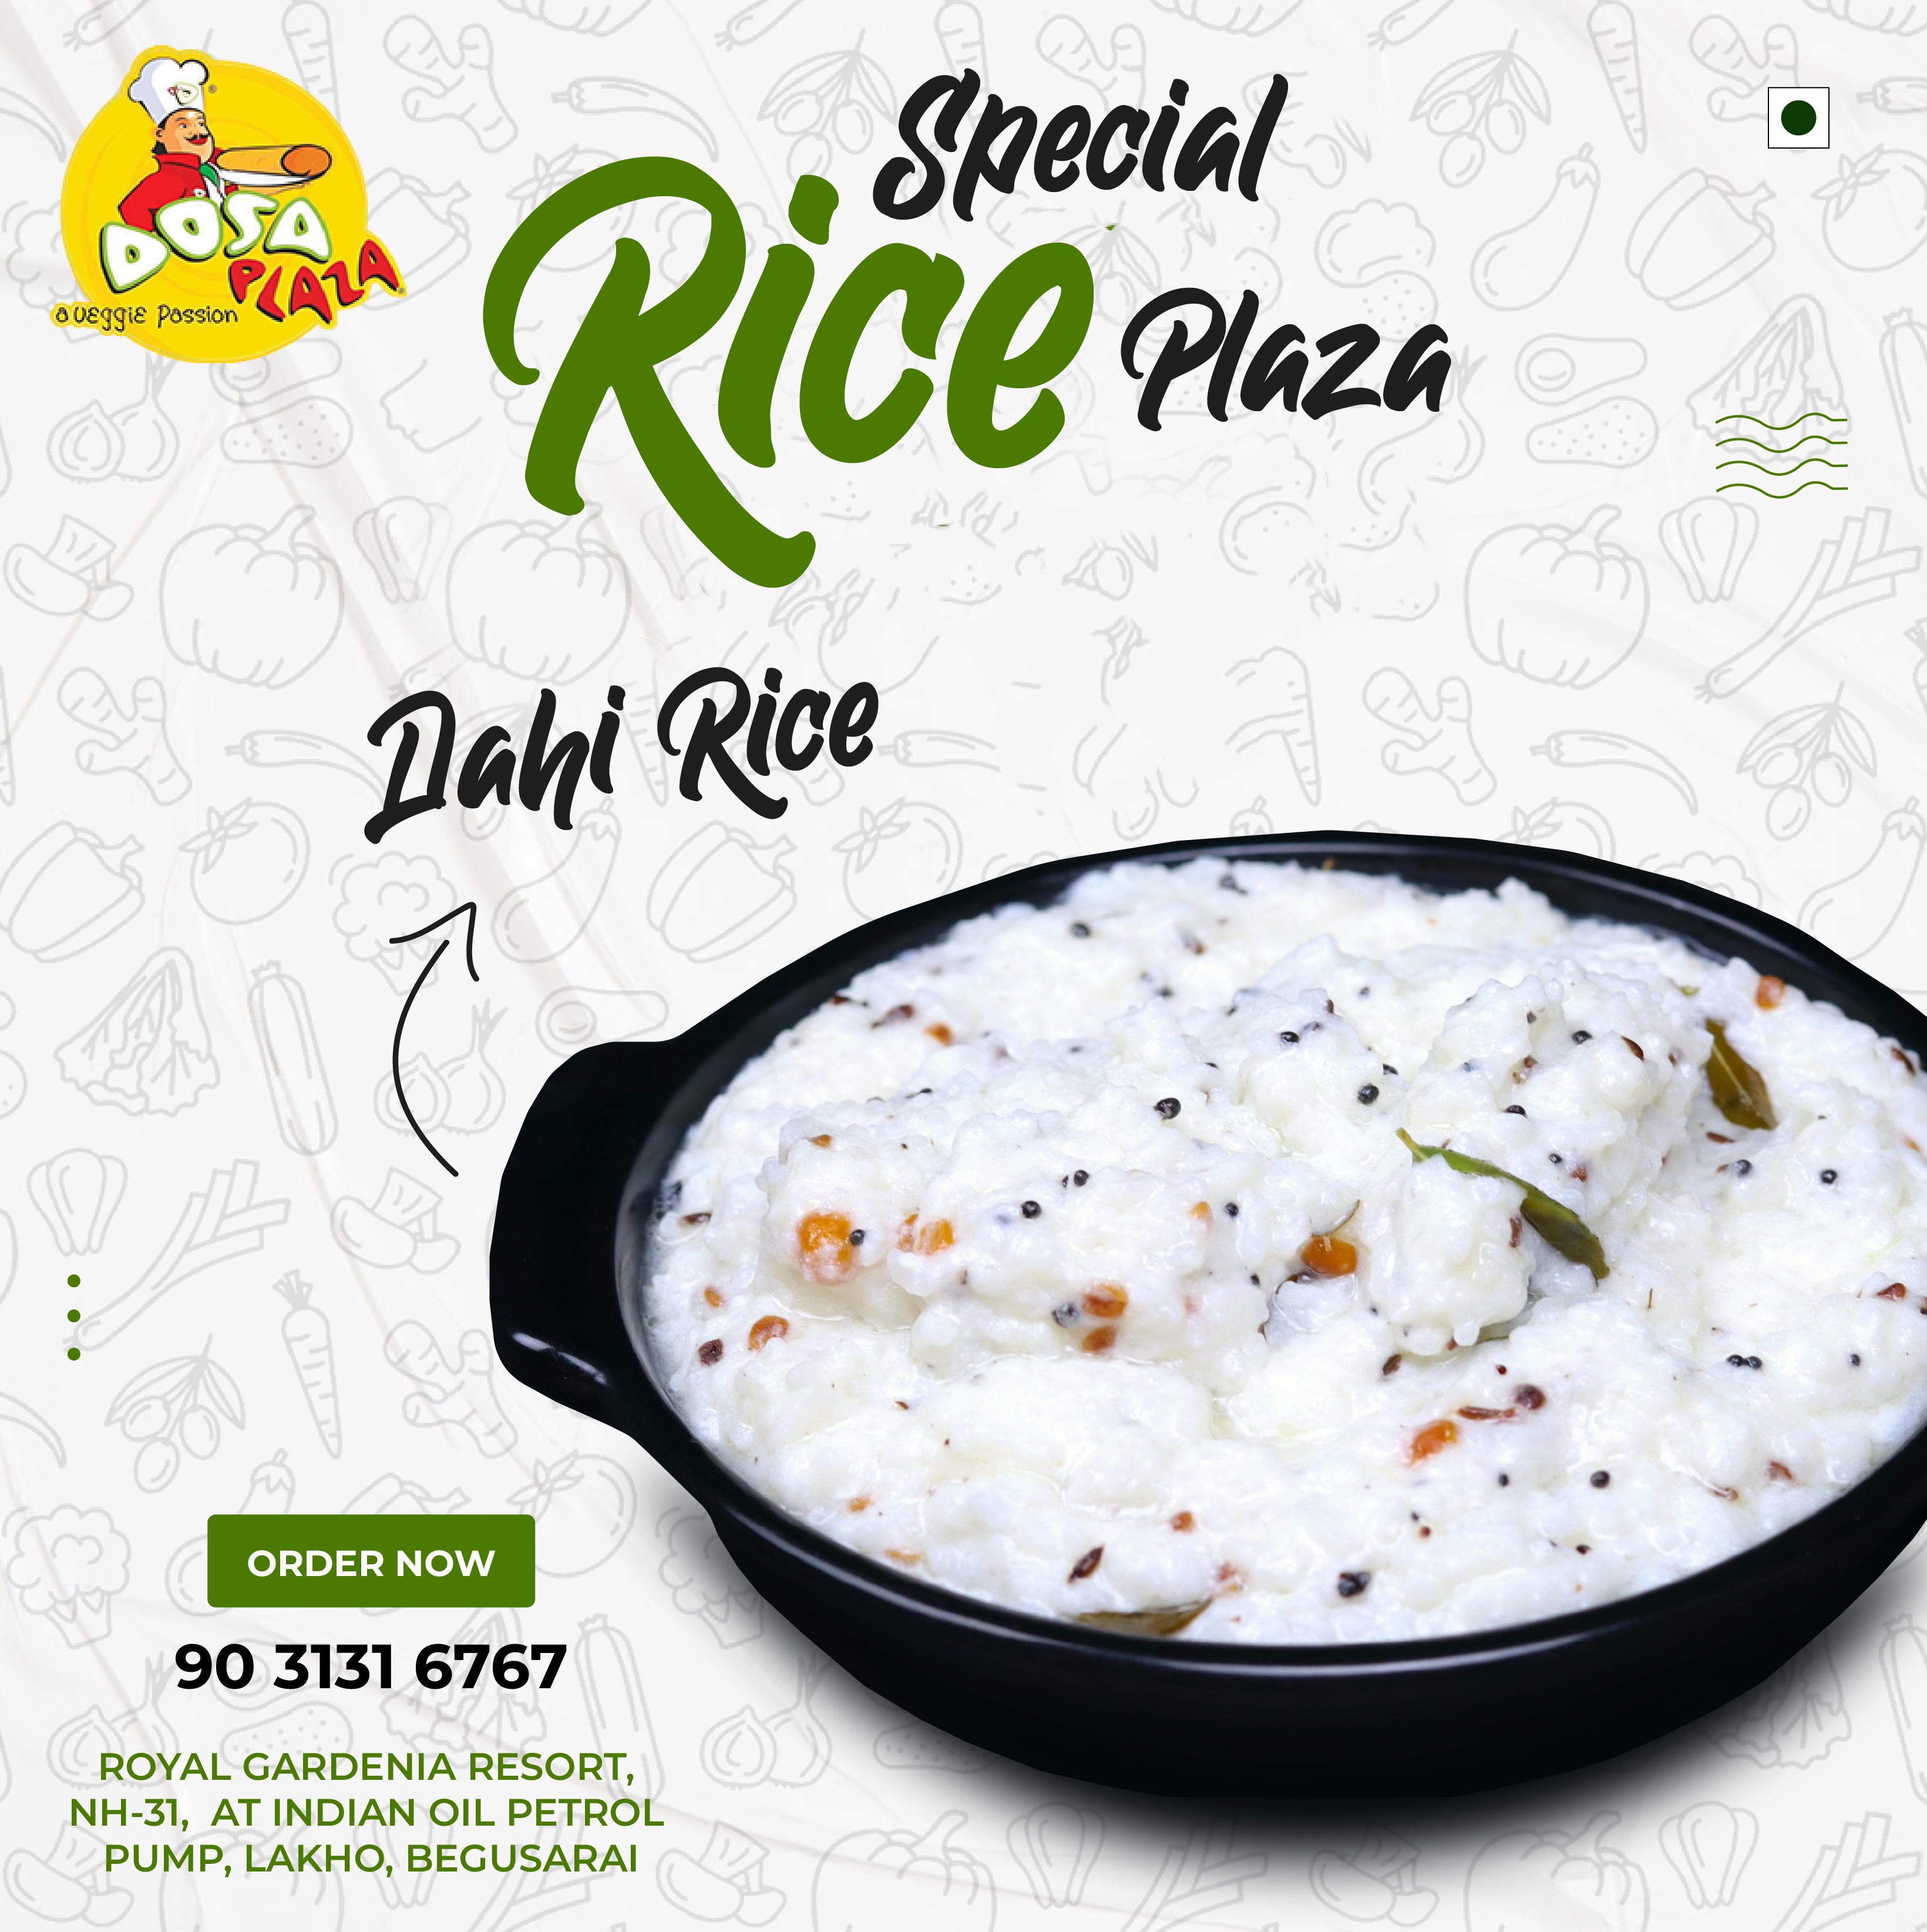 DOSA
PLAZA
a veggie Passion
Special
Rice
Plaza
Dahi Rice
ORDER NOW
90 3131 6767
ROYAL GARDENIA RESORT,
NH-31, AT INDIAN OIL PETROL
PUMP, LAKHO, BEGUSARAI